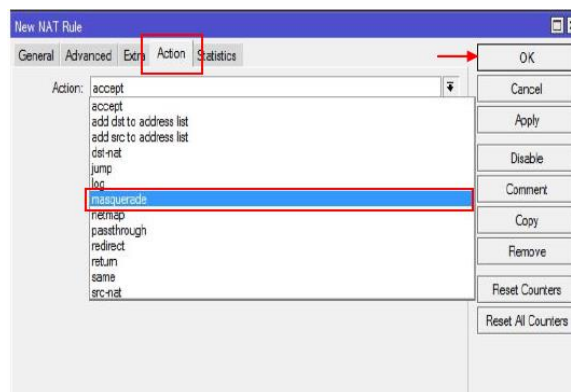 New NAT Rule
General Advanced Extra Action Statistics
Action: accept
accept
add dst to address list
add src to address list
dst-nat
jump
log
masquerade
netmap
passthrough
redirect
return
same
src-nat
OK
Cancel
Apply
Disable
Comment
Copy
Remove
Reset Counters
Reset All Counters